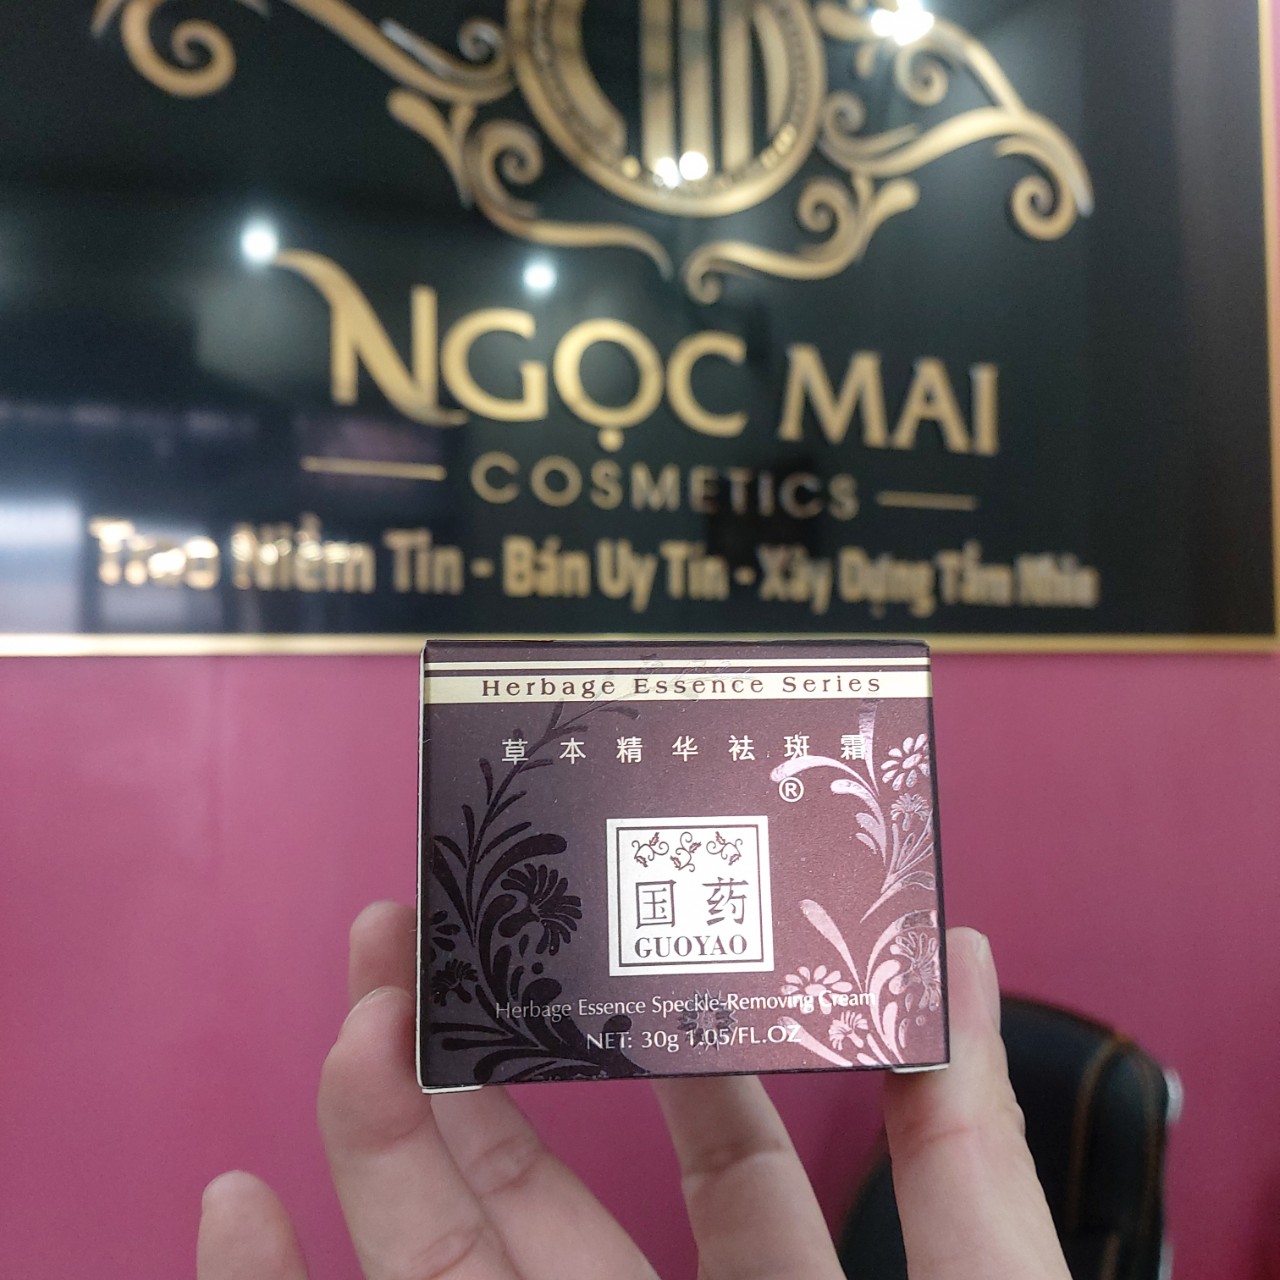 NGỌC MAI
COSMETICS
Trao Niềm Tin - Bán Uy Tín - Xây Dựng Tầm Nhìn
Herbage Essence Series
草本精华祛斑霜
®
国药
GUOYAO
Herbage Essence Speckle-Removing Cream
NET: 30g 1.05/FL.OZ